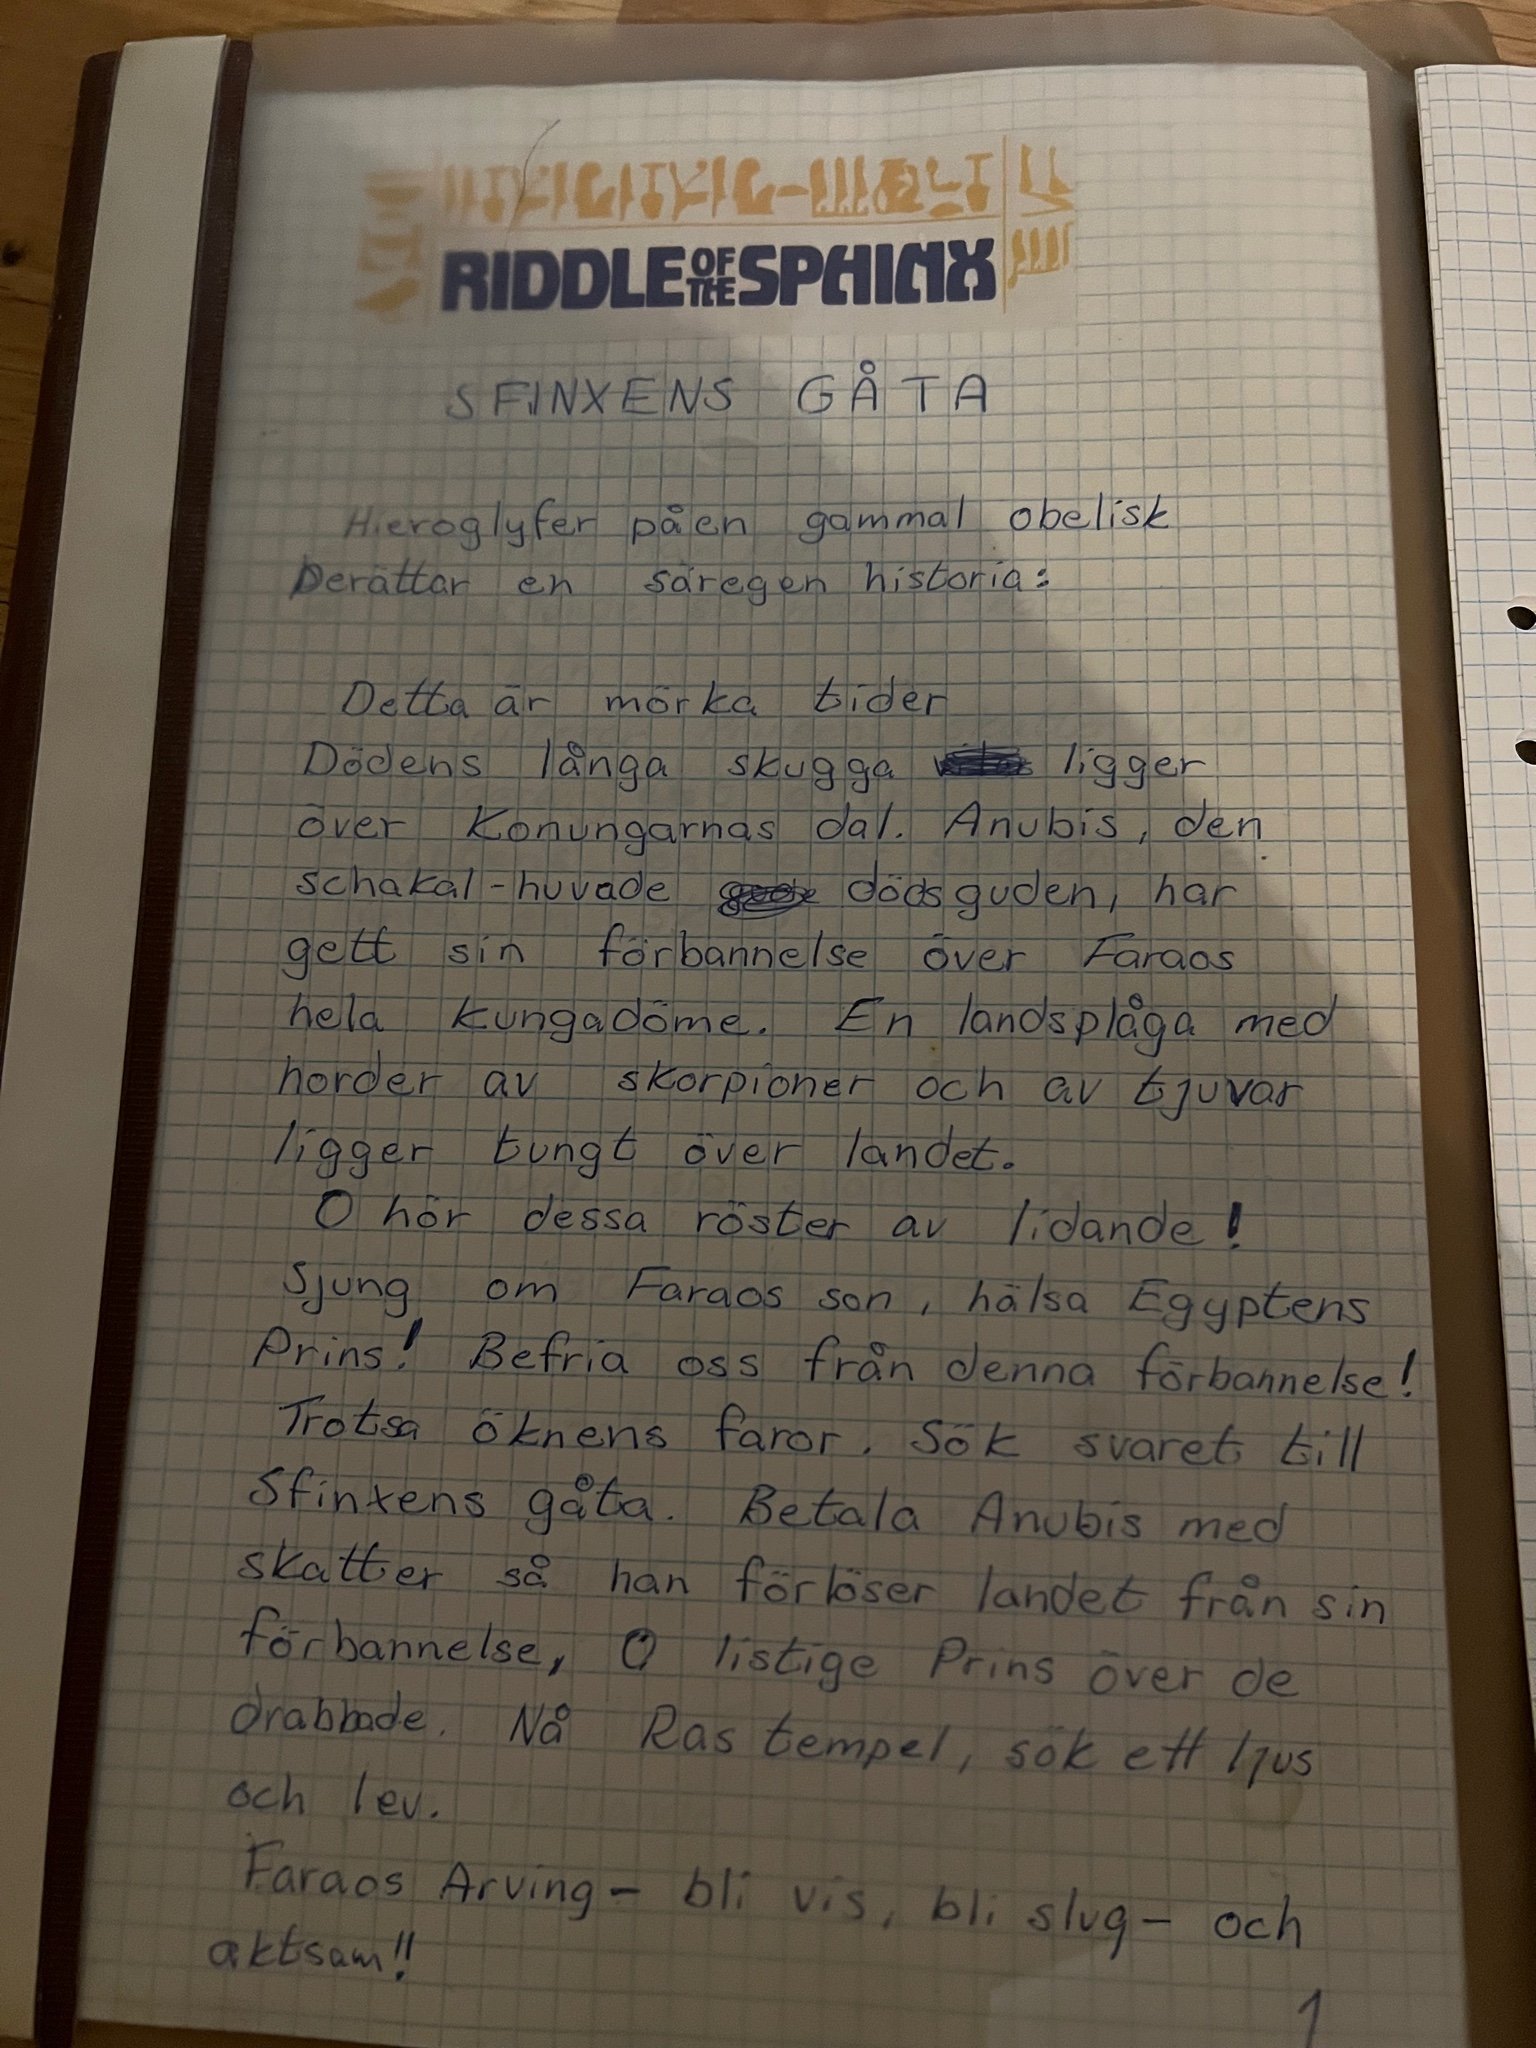 RIDDLE OF THE SPHINX
SFINXENS GÅTA
Hieroglyfer på en gammal obelisk
Berättar en säregen historia:
Detta är mörka tider
Dödens långa skugga ligger
över Konungarnas dal. Anubis, den
schakal-huvade dödsguden, har
gett sin förbannelse över Faraos
hela kungadöme. En landsplåga med
horder av skorpioner och av tjuvar
ligger tungt över landet.
O hör dessa röster av lidande!
Sjung om Faraos son, hälsa Egyptens
Prins! Befria oss från denna förbannelse!
Trotsa öknens faror. Sök svaret till
Sfinxens gåta. Betala Anubis med
skatter så han förlöser landet från sin
förbannelse, O listige Prins över de
drabbade. Nå Ras tempel, sök ett ljus
och lev.
Faraos Arving- bli vis, bli slug- och
aktsam!!
1